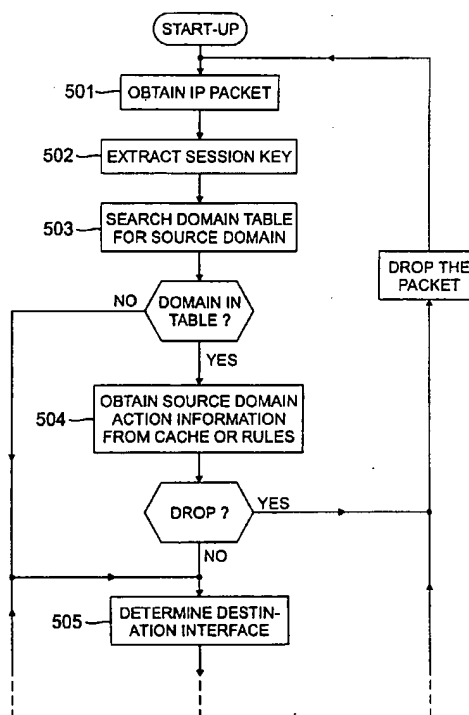 START-UP
501
OBTAIN IP PACKET
502
EXTRACT SESSION KEY
503
SEARCH DOMAIN TABLE
FOR SOURCE DOMAIN
DROP THE
PACKET
NO
DOMAIN IN
TABLE ?
YES
504
OBTAIN SOURCE DOMAIN
ACTION INFORMATION
FROM CACHE OR RULES
DROP ?
YES
NO
505
DETERMINE DESTIN-
ATION INTERFACE